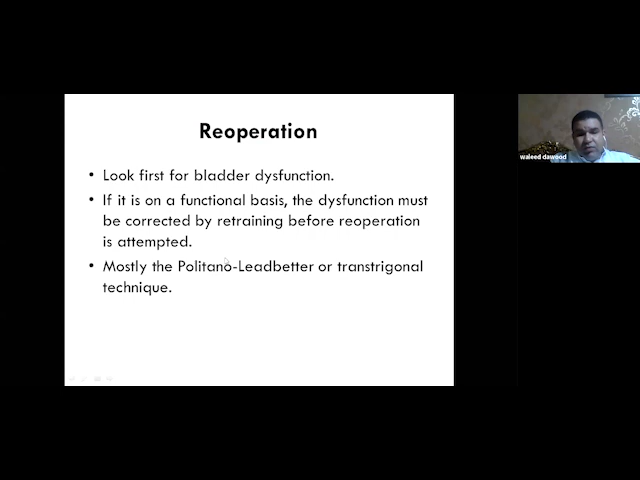 Reoperation
• Look first for bladder dysfunction.
• If it is on a functional basis, the dysfunction must
be corrected by retraining before reoperation
is attempted.
• Mostly the Politano-Leadbetter or transtrigonal
technique.
waleed dawood